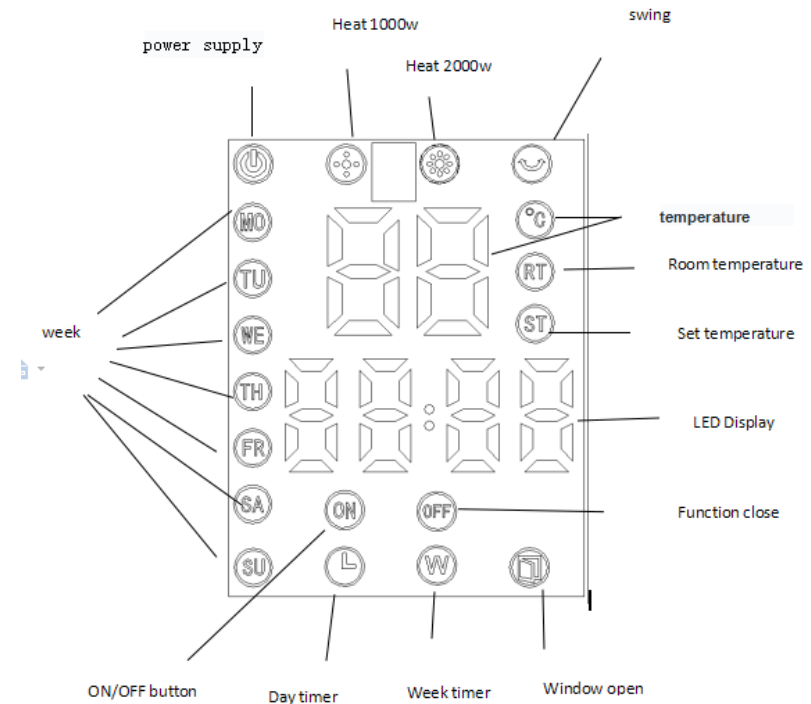 swing
Heat 1000w
power supply
Heat 2000w
MO
°C
temperature
TU
RT
Room temperature
week
WE
ST
Set temperature
TH
LED Display
FR
SA
ON
OFF
Function close
SU
W
ON/OFF button
Day timer
Week timer
Window open